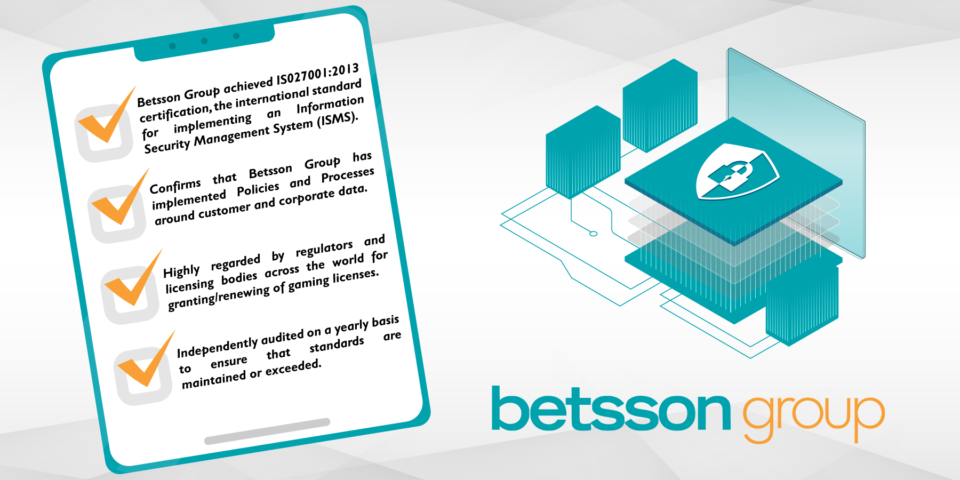 Betsson Group achieved IS027001:2013
certification, the international standard
for implementing an Information
Security Management System (ISMS).
Confirms that Betsson Group has
implemented Policies and Processes
around customer and corporate data.
Highly regarded by regulators and
licensing bodies across the world for
granting/renewing of gaming licenses.
Independently audited on a yearly basis
to ensure that standards are
maintained or exceeded.
betsson group